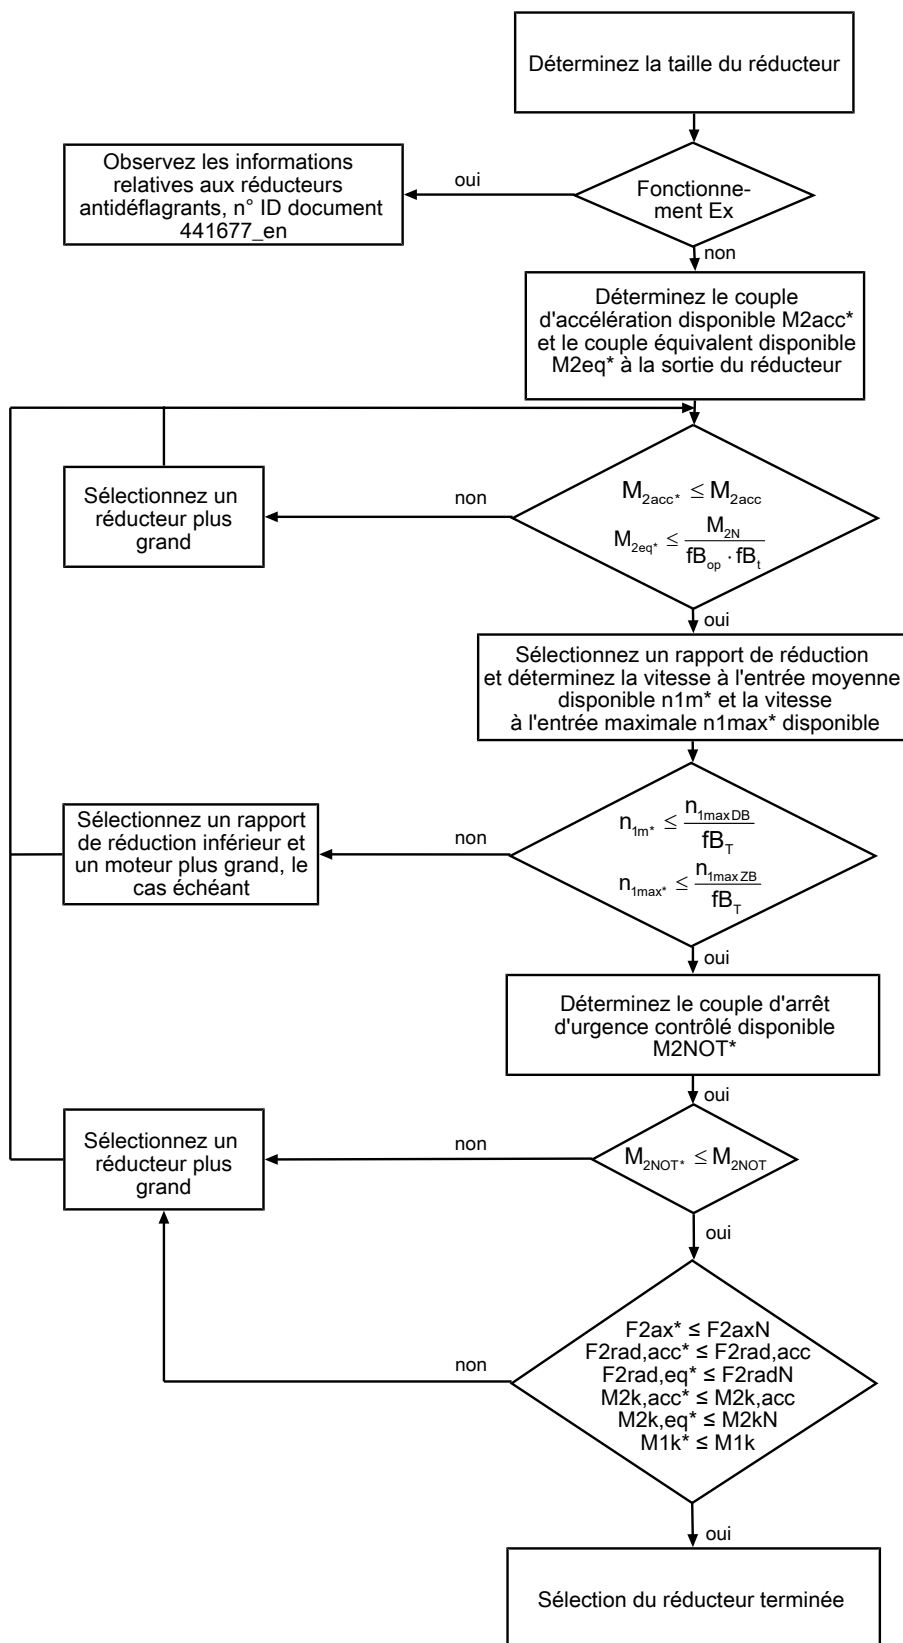 Déterminez la taille du réducteur
Fonctionne-
ment Ex
oui
Observez les informations
relatives aux réducteurs
antidéflagrants, n° ID document
441677_en
non
Déterminez le couple
d'accélération disponible M2acc*
et le couple équivalent disponible
M2eq* à la sortie du réducteur
M2acc* ≤ M2acc
M2eq* ≤ M2N / fBop · fBt
non
Sélectionnez un
réducteur plus
grand
oui
Sélectionnez un rapport de réduction
et déterminez la vitesse à l'entrée moyenne
disponible n1m* et la vitesse
à l'entrée maximale n1max* disponible
n1m* ≤ n1maxDB / fBT
n1max* ≤ n1maxZB / fBT
non
Sélectionnez un rapport
de réduction inférieur et
un moteur plus grand, le
cas échéant
oui
Déterminez le couple d'arrêt
d'urgence contrôlé disponible
M2NOT*
oui
M2NOT* ≤ M2NOT
non
Sélectionnez un
réducteur plus
grand
oui
F2ax* ≤ F2axN
F2rad,acc* ≤ F2rad,acc
F2rad,eq* ≤ F2radN
M2k,acc* ≤ M2k,acc
M2k,eq* ≤ M2kN
M1k* ≤ M1k
non
oui
Sélection du réducteur terminée